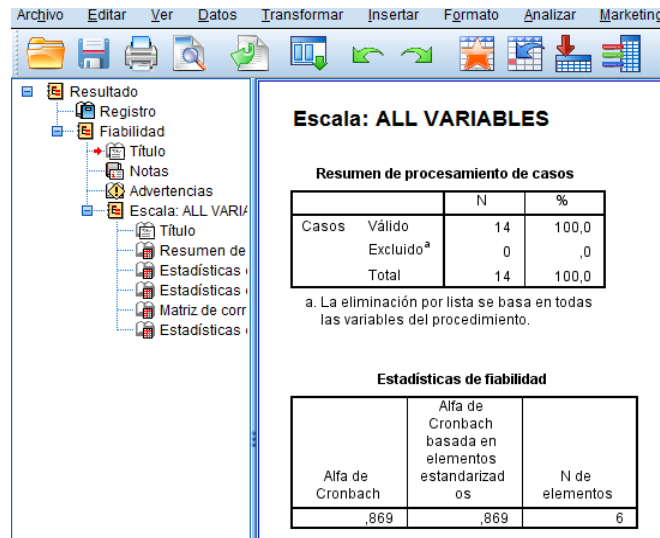 Archivo Editar Ver Datos Transformar Insertar Formato Analizar Marketing
Resultado
Registro
Fiabilidad
Título
Notas
Advertencias
Escala: ALL VARIA
Título
Resumen de
Estadísticas
Estadísticas
Matriz de corr
Estadísticas
Escala: ALL VARIABLES
Resumen de procesamiento de casos
N %
Casos Válido 14 100,0
Excluidoª 0 ,0
Total 14 100,0
a. La eliminación por lista se basa en todas
las variables del procedimiento.
Estadísticas de fiabilidad
Alfa de
Cronbach
Alfa de
Cronbach
basada en
elementos
estandarizad
os
N de
elementos
,869 ,869 6